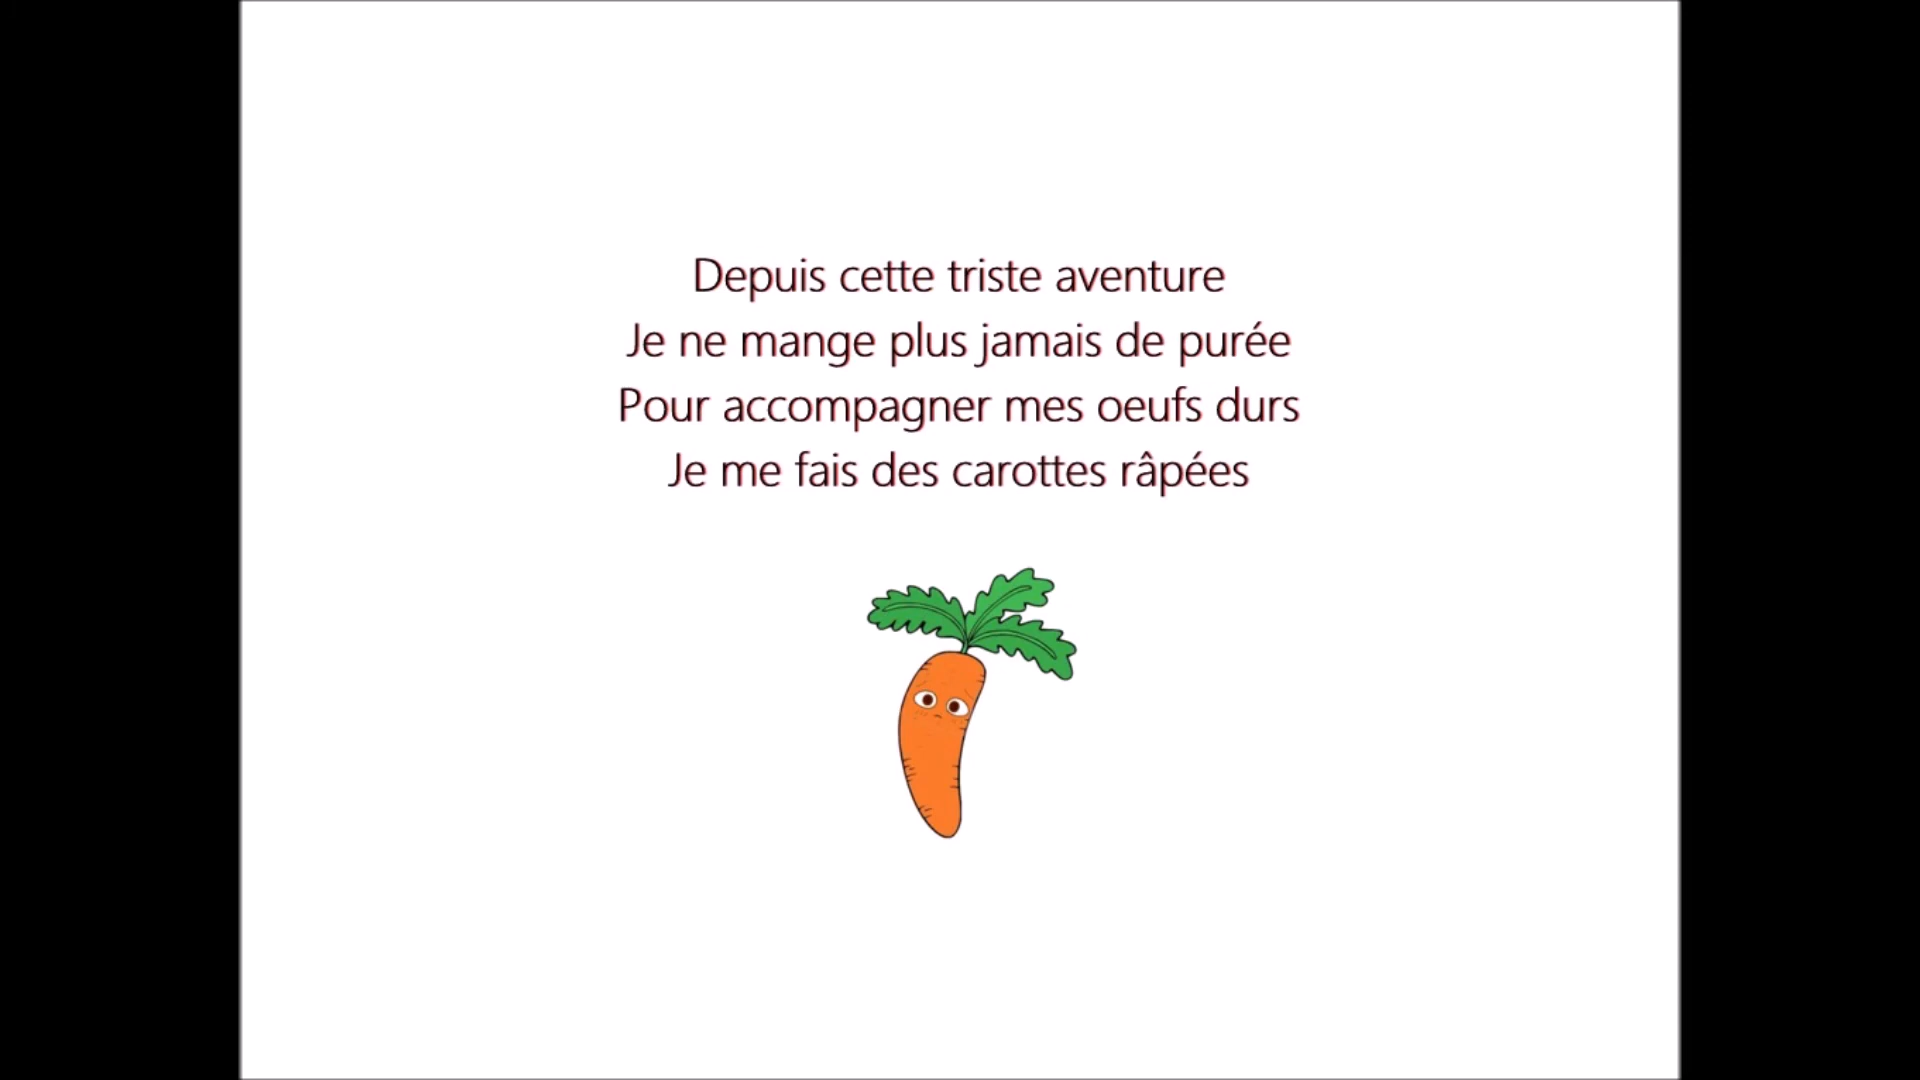 Depuis cette triste aventure
Je ne mange plus jamais de purée
Pour accompagner mes oeufs durs
Je me fais des carottes râpées